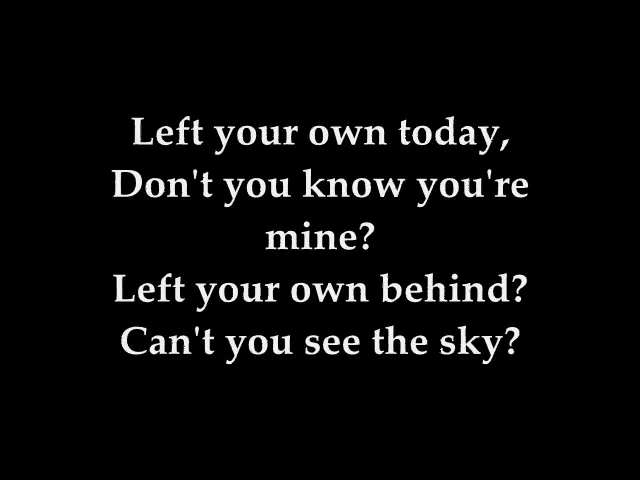 Left your own today,
Don't you know you're
mine?
Left your own behind?
Can't you see the sky?